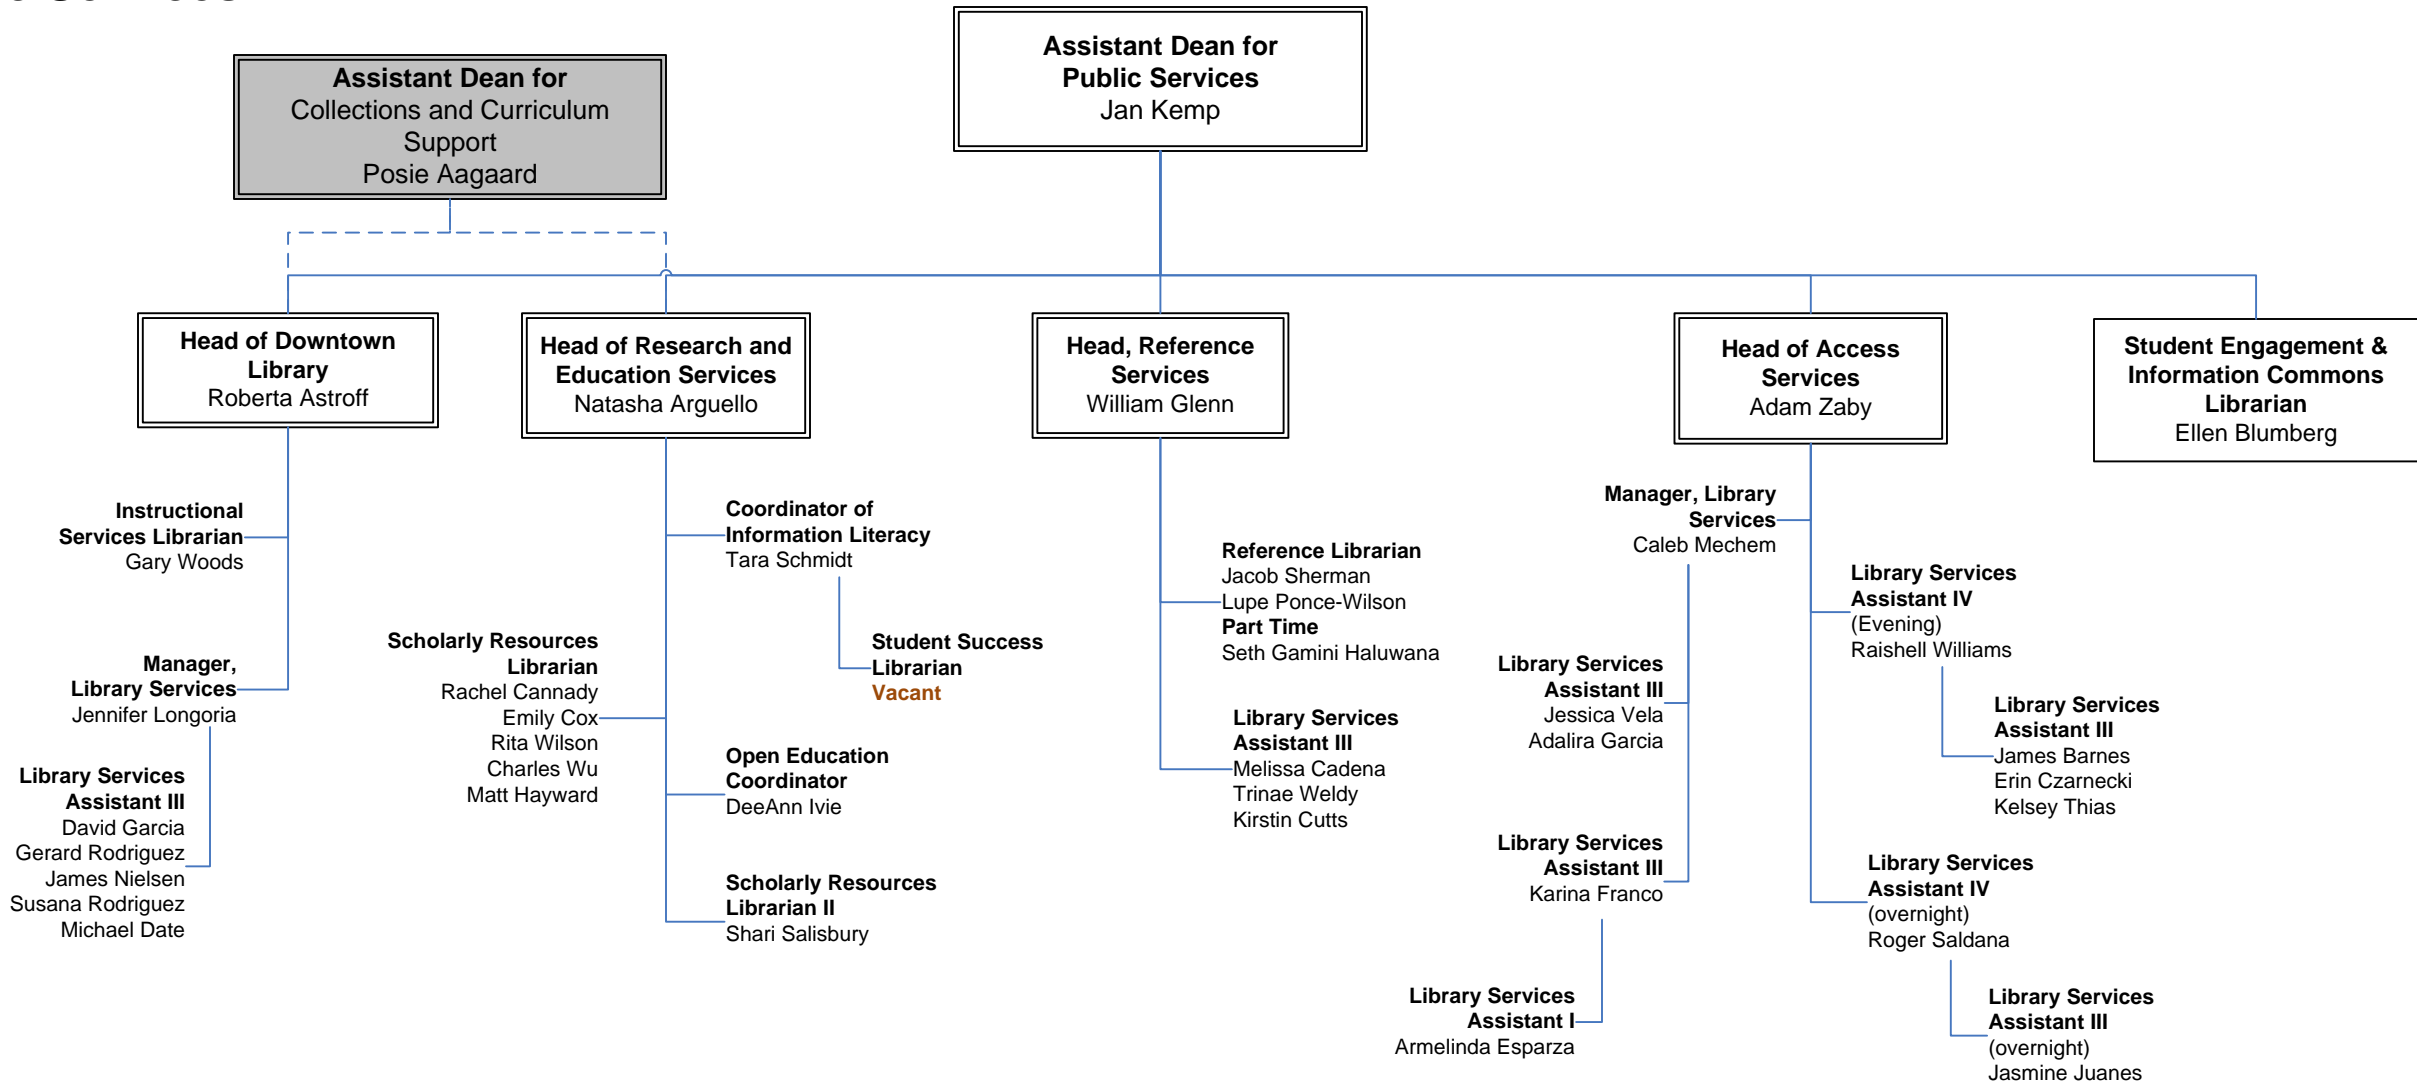 Assistant Dean for
Public Services
Jan Kemp
Assistant Dean for
Collections and Curriculum
Support
Posie Aagaard
Head of Downtown
Library
Roberta Astroff
Head of Research and
Education Services
Natasha Arguello
Head, Reference
Services
William Glenn
Head of Access
Services
Adam Zaby
Student Engagement &
Information Commons
Librarian
Ellen Blumberg
Instructional
Services Librarian
Gary Woods
Manager,
Library Services
Jennifer Longoria
Library Services
Assistant III
David Garcia
Gerard Rodriguez
James Nielsen
Susana Rodriguez
Michael Date
Coordinator of
Information Literacy
Tara Schmidt
Student Success
Librarian
Vacant
Scholarly Resources
Librarian
Rachel Cannady
Emily Cox
Rita Wilson
Charles Wu
Matt Hayward
Open Education
Coordinator
DeeAnn Ivie
Scholarly Resources
Librarian II
Shari Salisbury
Reference Librarian
Jacob Sherman
Lupe Ponce-Wilson
Part Time
Seth Gamini Haluwana
Library Services
Assistant III
Melissa Cadena
Trinae Weldy
Kirstin Cutts
Manager, Library
Services
Caleb Mechem
Library Services
Assistant III
Jessica Vela
Adalira Garcia
Library Services
Assistant III
Karina Franco
Library Services
Assistant I
Armelinda Esparza
Library Services
Assistant IV
(Evening)
Raishell Williams
Library Services
Assistant III
James Barnes
Erin Czarnecki
Kelsey Thias
Library Services
Assistant IV
(overnight)
Roger Saldana
Library Services
Assistant III
(overnight)
Jasmine Juanes